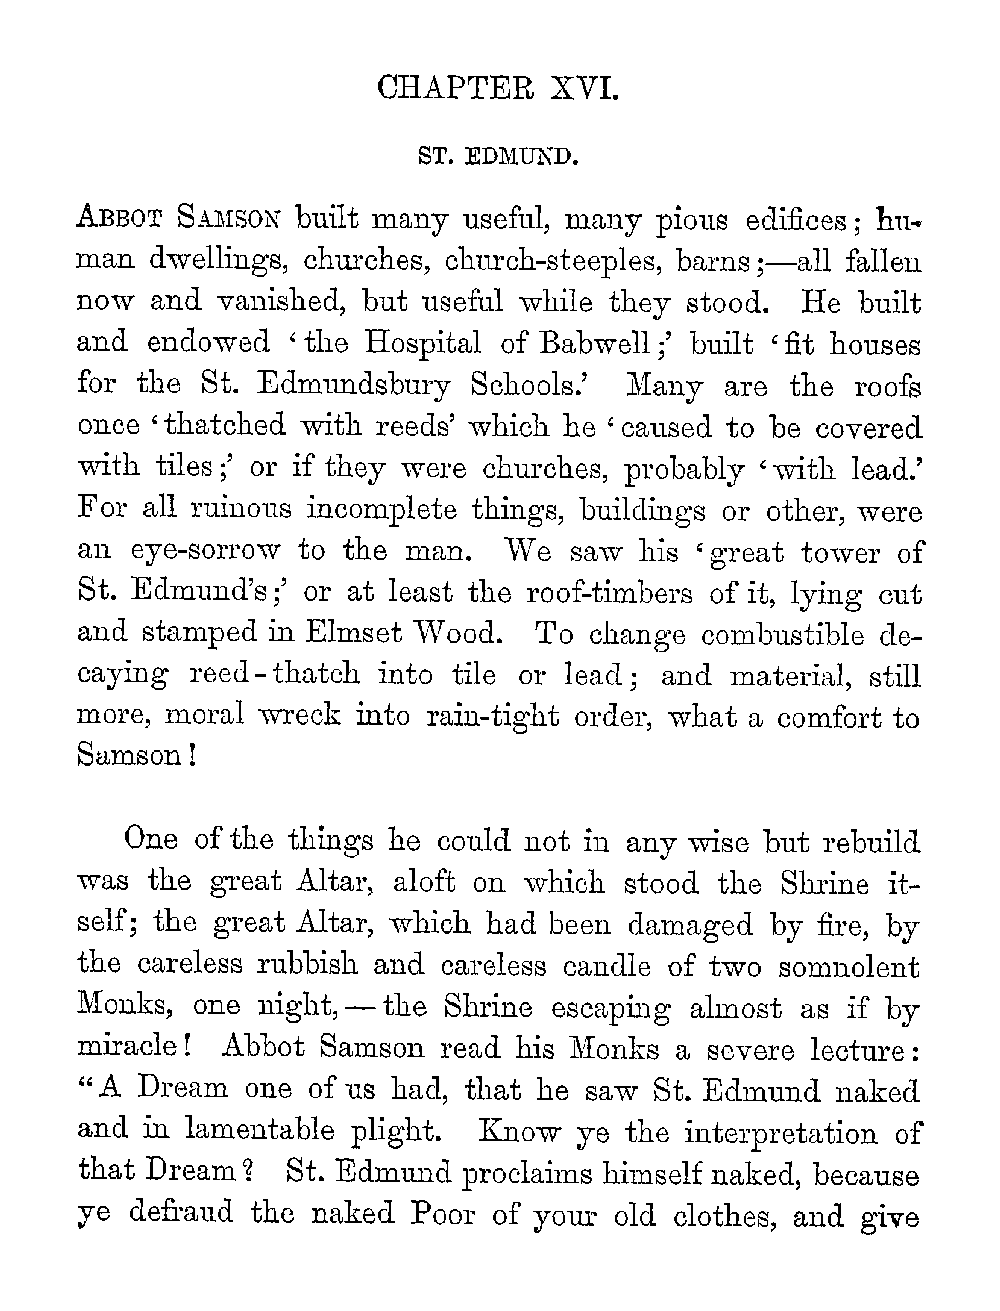 CHAPTER XVI.
ST. EDMUND.
ABBOT SAMSON built many useful, many pious edifices; hu-
man dwellings, churches, church-steeples, barns;—all fallen
now and vanished, but useful while they stood. He built
and endowed ‘the Hospital of Babwell;’ built ‘fit houses
for the St. Edmundsbury Schools.’ Many are the roofs
once ‘thatched with reeds’ which he ‘caused to be covered
with tiles;’ or if they were churches, probably ‘with lead.’
For all ruinous incomplete things, buildings or other, were
an eye-sorrow to the man. We saw his ‘great tower of
St. Edmund’s;’ or at least the roof-timbers of it, lying cut
and stamped in Elmset Wood. To change combustible de-
caying reed-thatch into tile or lead; and material, still
more, moral wreck into rain-tight order, what a comfort to
Samson!
One of the things he could not in any wise but rebuild
was the great Altar, aloft on which stood the Shrine it-
self; the great Altar, which had been damaged by fire, by
the careless rubbish and careless candle of two somnolent
Monks, one night,—the Shrine escaping almost as if by
miracle! Abbot Samson read his Monks a severe lecture:
“A Dream one of us had, that he saw St. Edmund naked
and in lamentable plight. Know ye the interpretation of
that Dream? St. Edmund proclaims himself naked, because
ye defraud the naked Poor of your old clothes, and give